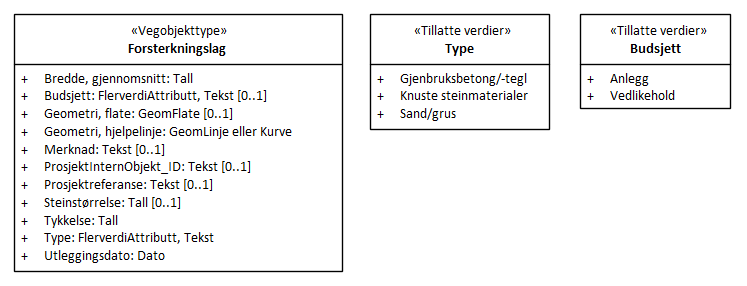 «Vegobjekttype»
Forsterkningslag
+ Bredde, gjennomsnitt: Tall
+ Budsjett: FlerverdiAttributt, Tekst [0..1]
+ Geometri, flate: GeomFlate [0..1]
+ Geometri, hjelpelinje: GeomLinje eller Kurve
+ Merknad: Tekst [0..1]
+ ProsjektInternObjekt_ID: Tekst [0..1]
+ Prosjektreferanse: Tekst [0..1]
+ Steinstørrelse: Tall [0..1]
+ Tykkelse: Tall
+ Type: FlerverdiAttributt, Tekst
+ Utleggingsdato: Dato
«Tillatte verdier»
Type
+ Gjenbruksbetong/-tegl
+ Knuste steinmaterialer
+ Sand/grus
«Tillatte verdier»
Budsjett
+ Anlegg
+ Vedlikehold